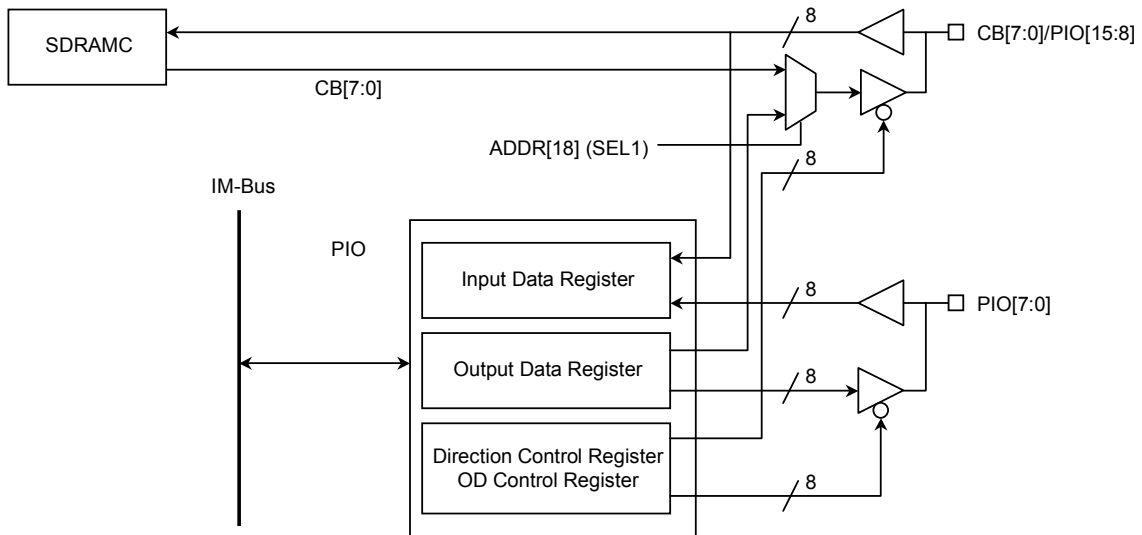 8
SDRAMC
CB[7:0]/PIO[15:8]
CB[7:0]
ADDR[18] (SEL1)
8
IM-Bus
PIO
Input Data Register
8
PIO[7:0]
Output Data Register
8
Direction Control Register
OD Control Register
8